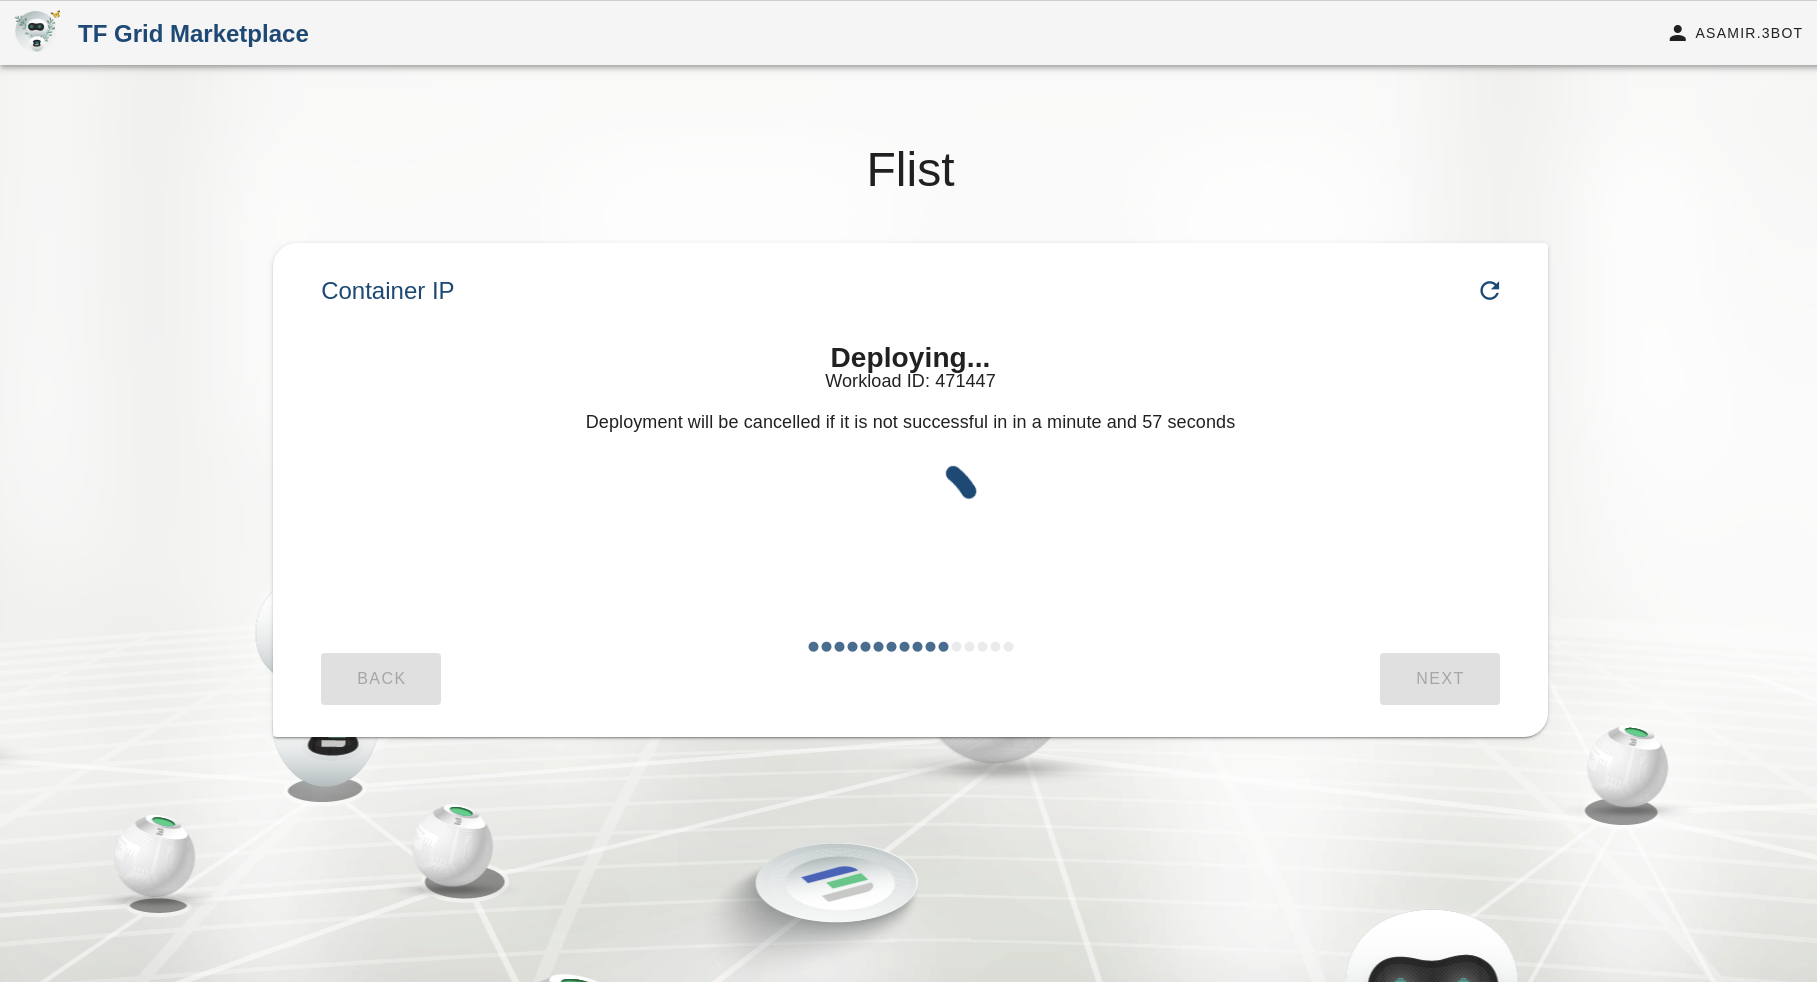 TF Grid Marketplace
ASAMIR.3BOT
Flist
Container IP
Deploying...
Workload ID: 471447
Deployment will be cancelled if it is not successful in in a minute and 57 seconds
BACK
NEXT